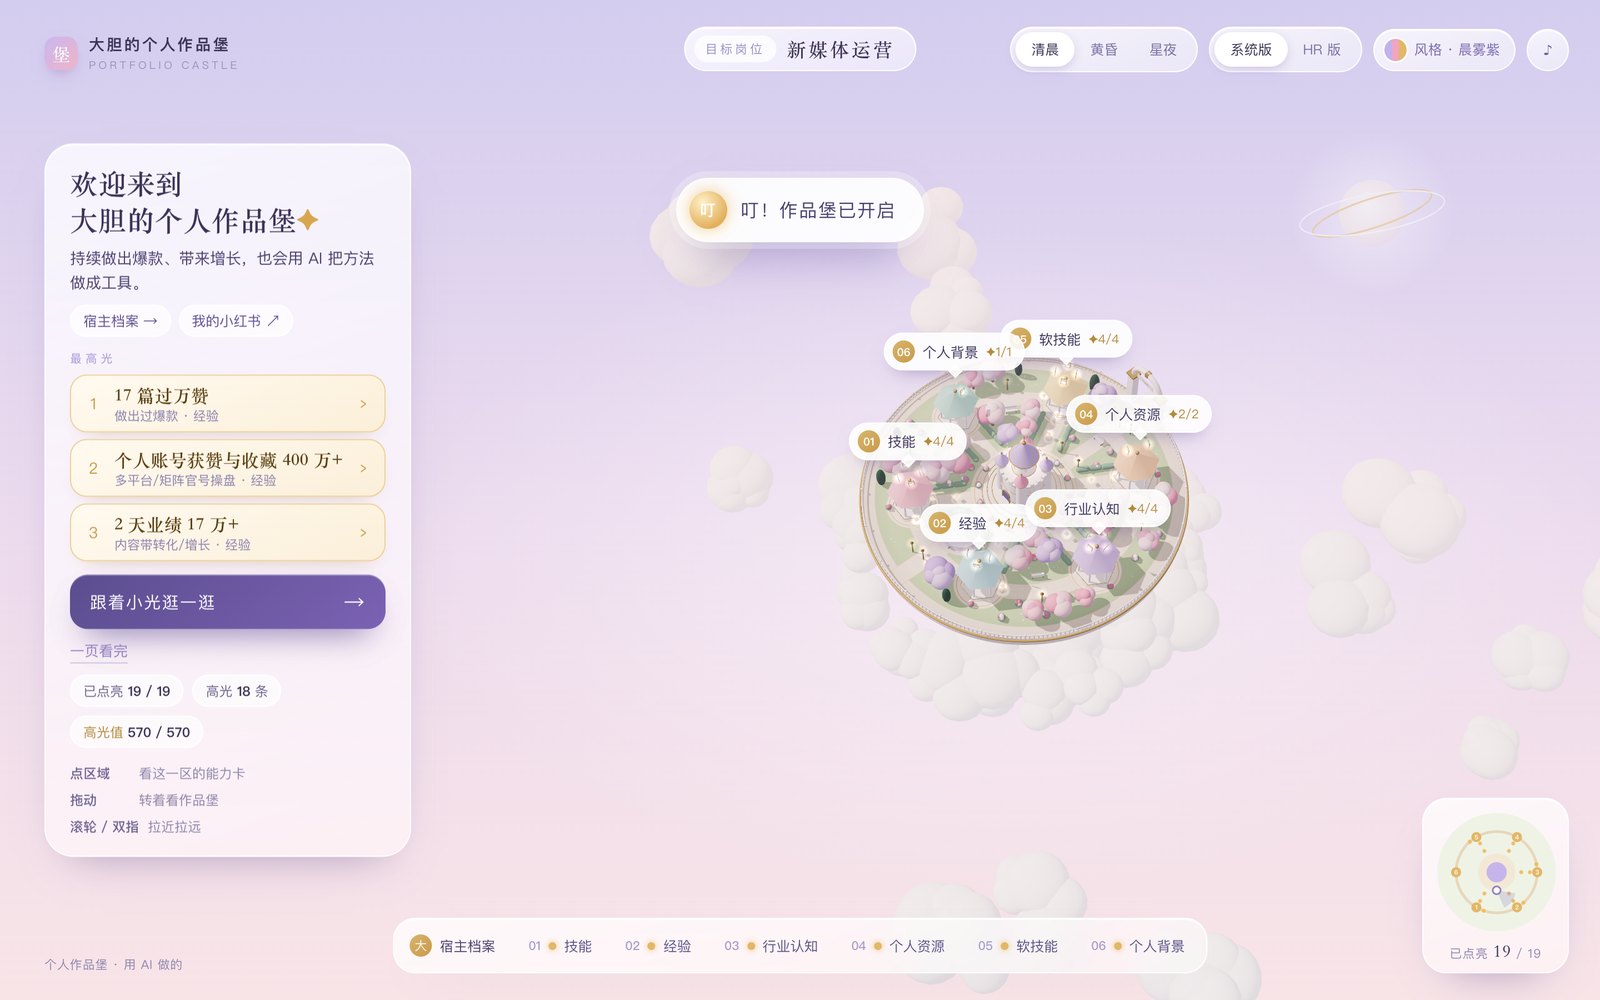 堡
大胆的个人作品堡
PORTFOLIO CASTLE
目标岗位 新媒体运营
清晨 黄昏 星夜
系统版 HR 版
风格 · 晨雾紫
♪
欢迎来到
大胆的个人作品堡✦
持续做出爆款、带来增长，也会用 AI 把方法
做成工具。
宿主档案 → 我的小红书 ↗
最高光
1 17 篇过万赞 >
做出过爆款 · 经验
2 个人账号获赞与收藏 400 万+ >
多平台/矩阵官号操盘 · 经验
3 2 天业绩 17 万+ >
内容带转化/增长 · 经验
跟着小光逛一逛 →
一页看完
已点亮 19 / 19 高光 18 条
高光值 570 / 570
点区域 看这一区的能力卡
拖动 转着看作品堡
滚轮 / 双指 拉近拉远
叮 叮！作品堡已开启
06 个人背景 ✦1/1
5 软技能 ✦4/4
04 个人资源 ✦2/2
01 技能 ✦4/4
03 行业认知 ✦4/4
02 经验 ✦4/4
大 宿主档案 01 技能 02 经验 03 行业认知 04 个人资源 05 软技能 06 个人背景
5 4
6 3
1 2
已点亮 19 / 19
个人作品堡 · 用 AI 做的